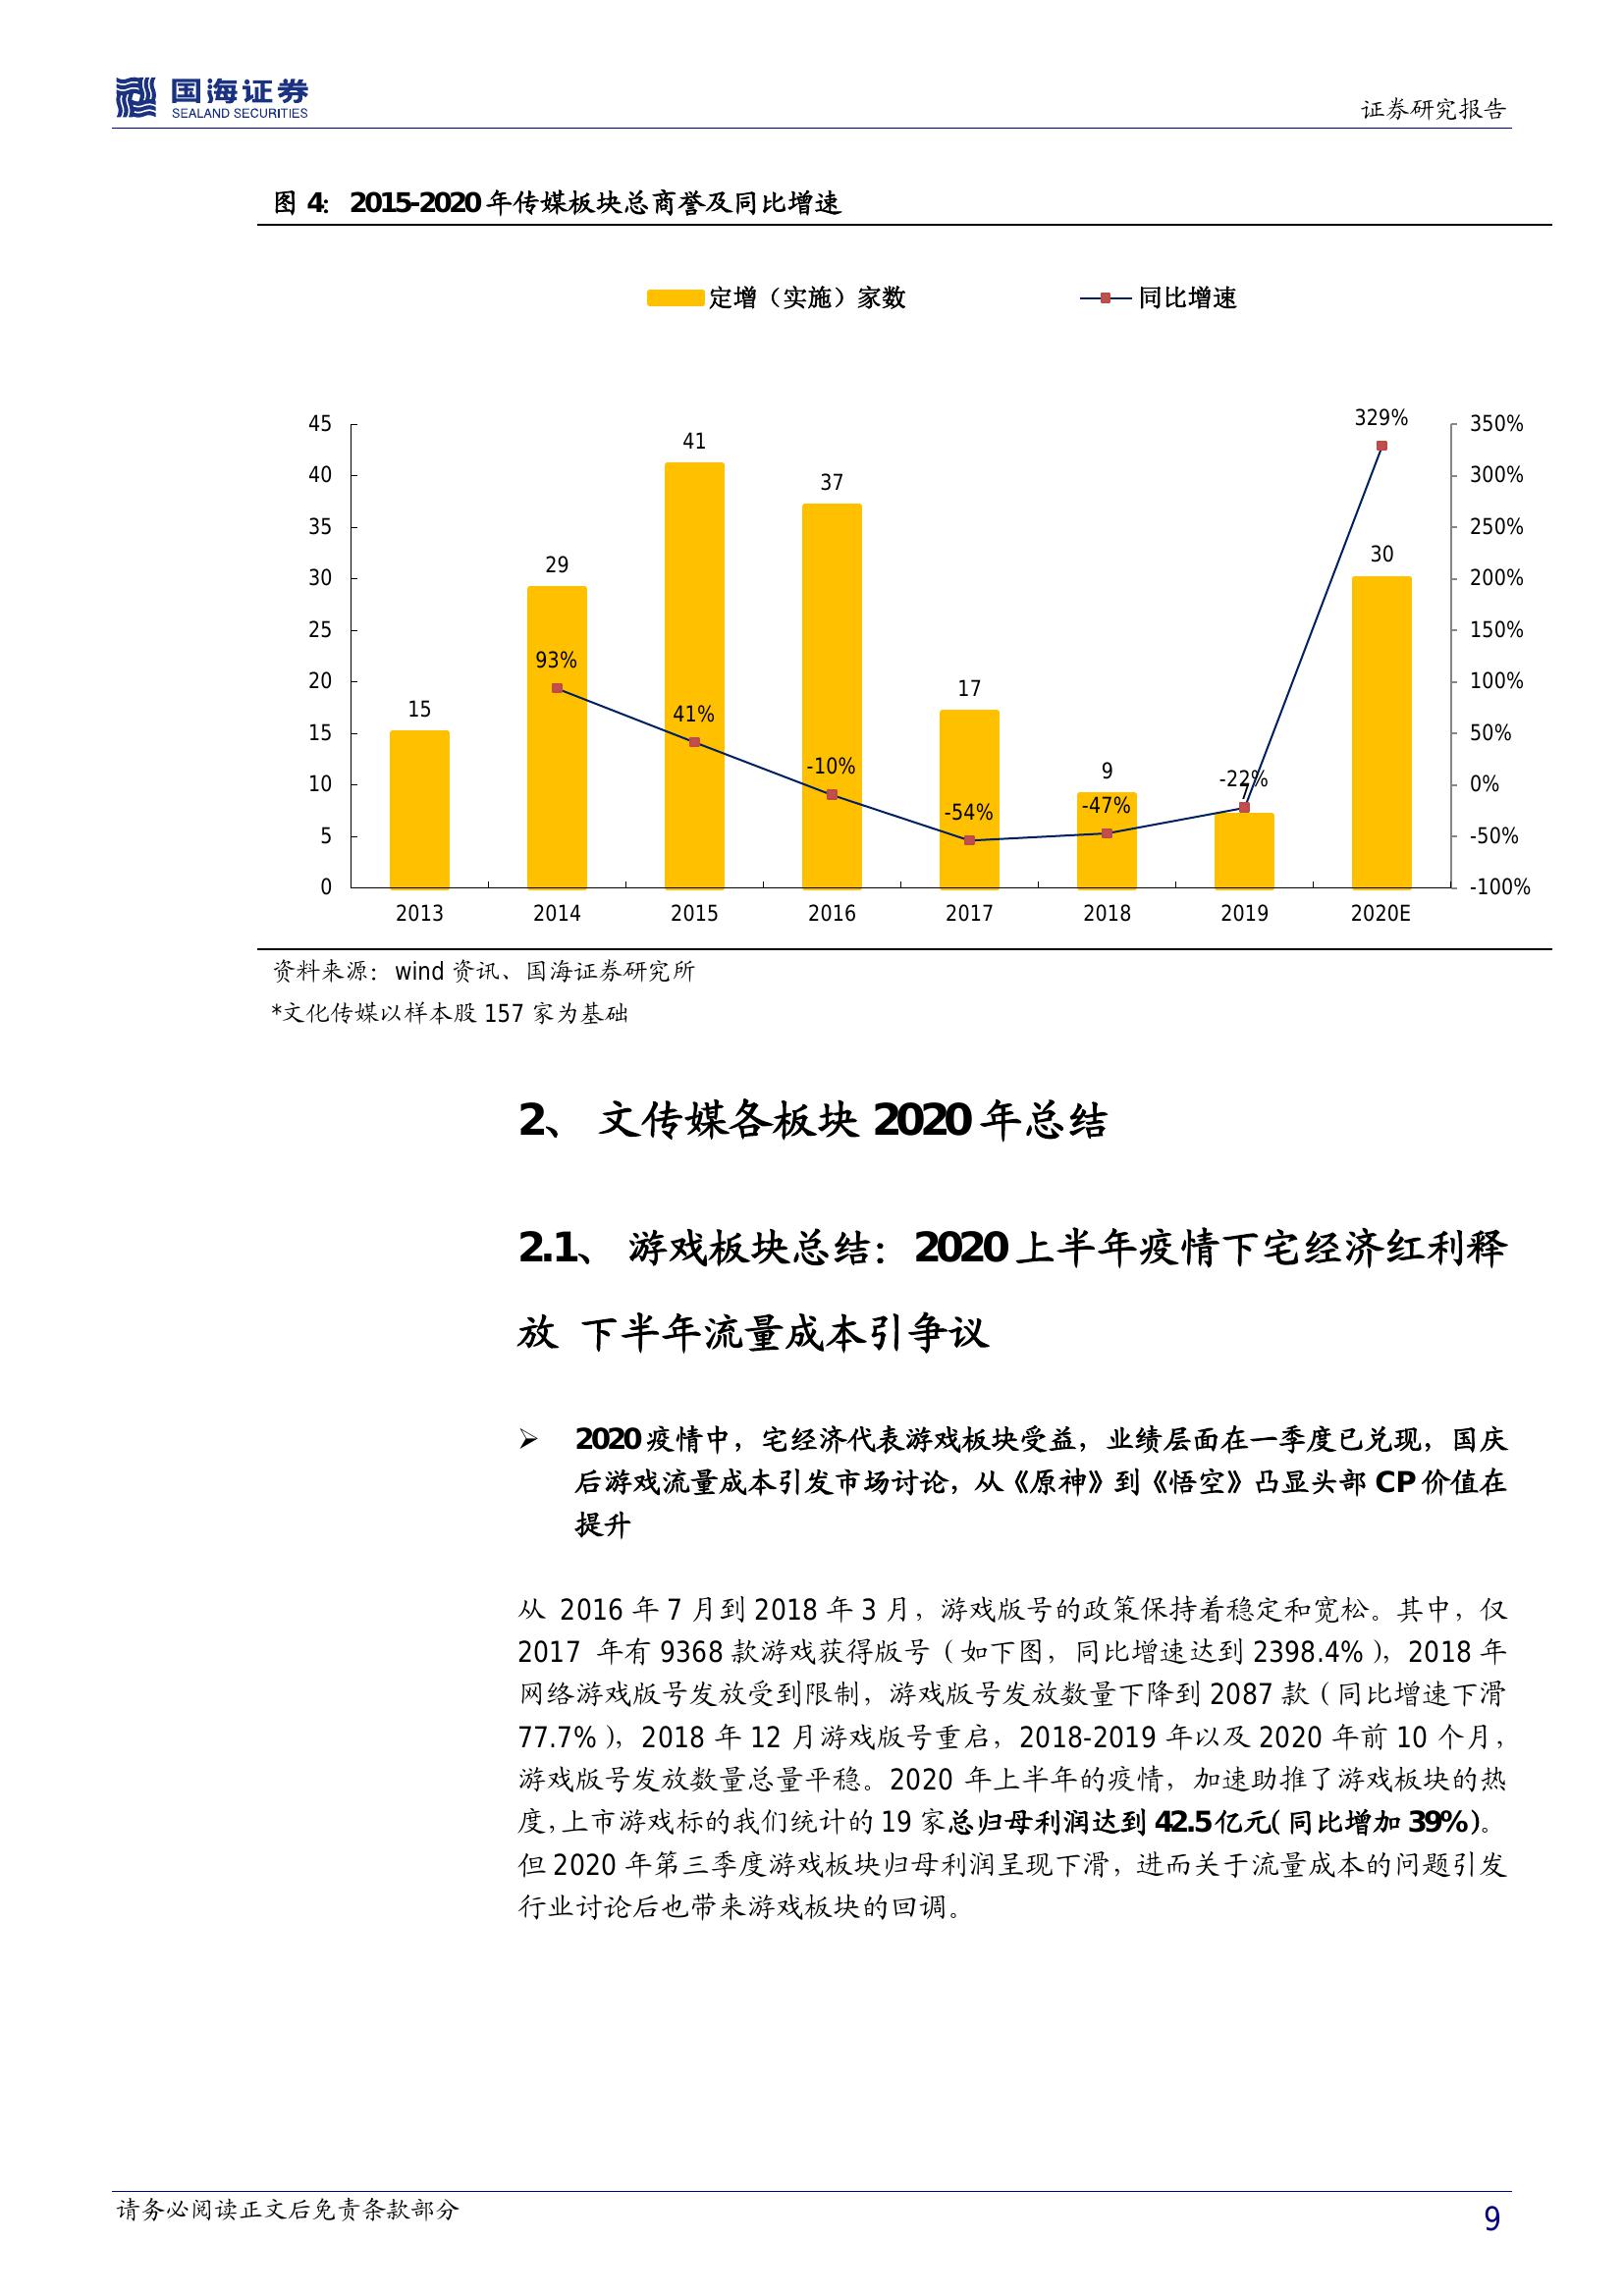 国海证券
SEALAND SECURITIES
证券研究报告
图 4： 2015-2020 年传媒板块总商誉及同比增速
定增（实施）家数 同比增速
45
40
35
30
25
20
15
10
5
0
350%
300%
250%
200%
150%
100%
50%
0%
-50%
-100%
15
29
41
37
17
9
7
30
93%
41%
-10%
-54%
-47%
-22%
329%
2013 2014 2015 2016 2017 2018 2019 2020E
资料来源：wind 资讯、国海证券研究所
*文化传媒以样本股 157 家为基础
2、 文传媒各板块 2020 年总结
2.1、 游戏板块总结：2020 上半年疫情下宅经济红利释
放 下半年流量成本引争议
➢ 2020 疫情中，宅经济代表游戏板块受益，业绩层面在一季度已兑现，国庆
后游戏流量成本引发市场讨论，从《原神》到《悟空》凸显头部 CP 价值在
提升
从 2016 年 7 月到 2018 年 3 月，游戏版号的政策保持着稳定和宽松。其中，仅
2017 年有 9368 款游戏获得版号（如下图，同比增速达到 2398.4%），2018 年
网络游戏版号发放受到限制，游戏版号发放数量下降到 2087 款（同比增速下滑
77.7%），2018 年 12 月游戏版号重启，2018-2019 年以及 2020 年前 10 个月，
游戏版号发放数量总量平稳。2020 年上半年的疫情，加速助推了游戏板块的热
度，上市游戏标的我们统计的 19 家总归母利润达到 42.5 亿元（同比增加 39%）。
但 2020 年第三季度游戏板块归母利润呈现下滑，进而关于流量成本的问题引发
行业讨论后也带来游戏板块的回调。
请务必阅读正文后免责条款部分
9